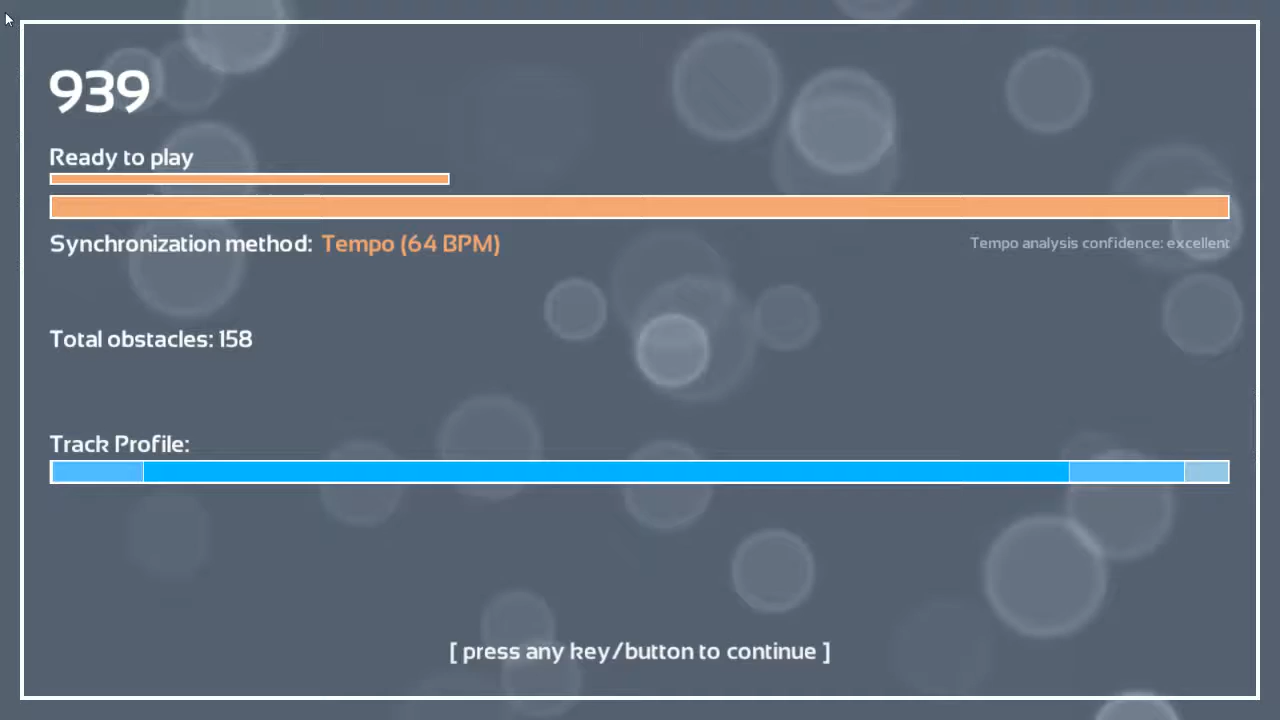 939
Ready to play
Synchronization method: Tempo (64 BPM)
Tempo analysis confidence: excellent
Total obstacles: 158
Track Profile:
[ press any key/button to continue ]